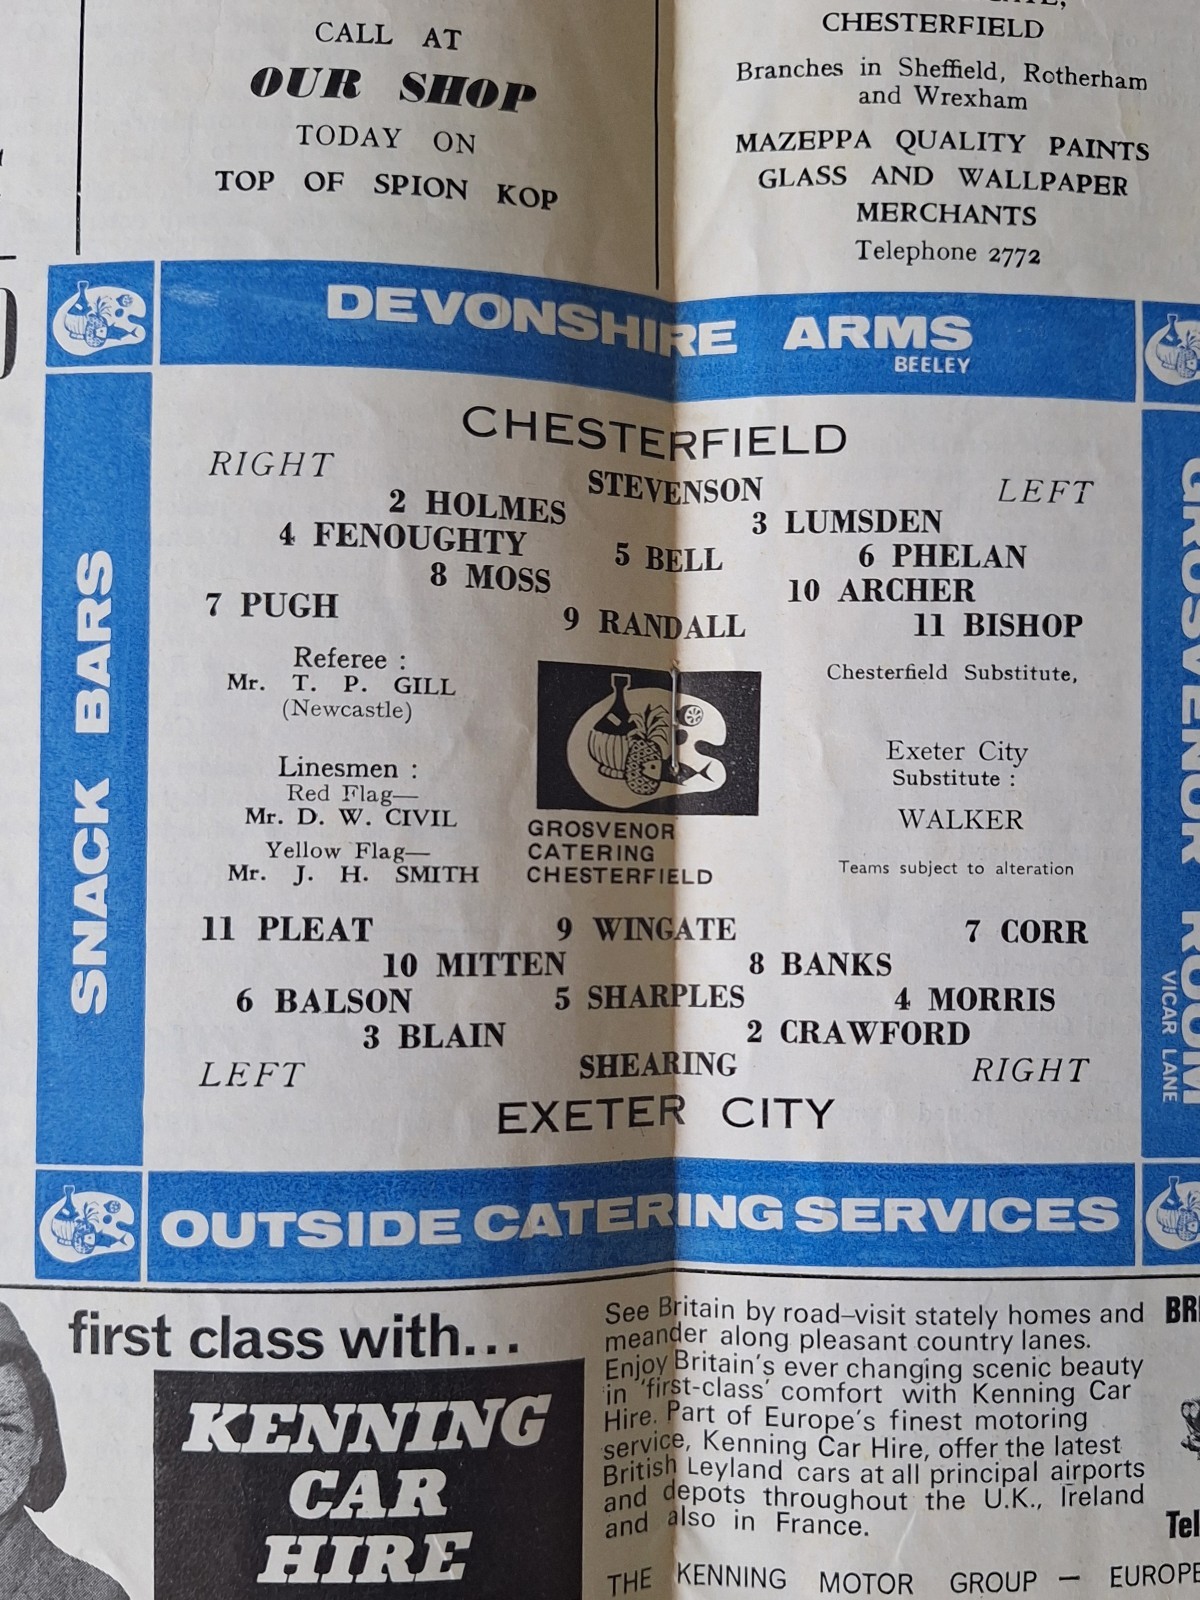 CALL AT
OUR SHOP
TODAY ON
TOP OF SPION KOP
CHESTERFIELD
Branches in Sheffield, Rotherham
and Wrexham
MAZEPPA QUALITY PAINTS
GLASS AND WALLPAPER
MERCHANTS
Telephone 2772
DEVONSHIRE ARMS
BEELEY
SNACK BARS
GROSVENOR ROOM
VICAR LANE
CHESTERFIELD
RIGHT
STEVENSON
LEFT
2 HOLMES
3 LUMSDEN
4 FENOUGHTY
5 BELL
6 PHELAN
8 MOSS
10 ARCHER
7 PUGH
9 RANDALL
11 BISHOP
Referee :
Mr. T. P. GILL
(Newcastle)
Linesmen :
Red Flag—
Mr. D. W. CIVIL
Yellow Flag—
Mr. J. H. SMITH
GROSVENOR
CATERING
CHESTERFIELD
Chesterfield Substitute,
Exeter City
Substitute :
WALKER
Teams subject to alteration
11 PLEAT
9 WINGATE
7 CORR
10 MITTEN
8 BANKS
6 BALSON
5 SHARPLES
4 MORRIS
3 BLAIN
2 CRAWFORD
LEFT
SHEARING
RIGHT
EXETER CITY
OUTSIDE CATERING SERVICES
first class with...
KENNING
CAR
HIRE
See Britain by road–visit stately homes and
meander along pleasant country lanes.
Enjoy Britain's ever changing scenic beauty
in 'first-class' comfort with Kenning Car
Hire. Part of Europe's finest motoring
service, Kenning Car Hire, offer the latest
British Leyland cars at all principal airports
and depots throughout the U.K., Ireland
and also in France.
THE KENNING MOTOR GROUP — EUROPE
BRI
Tel